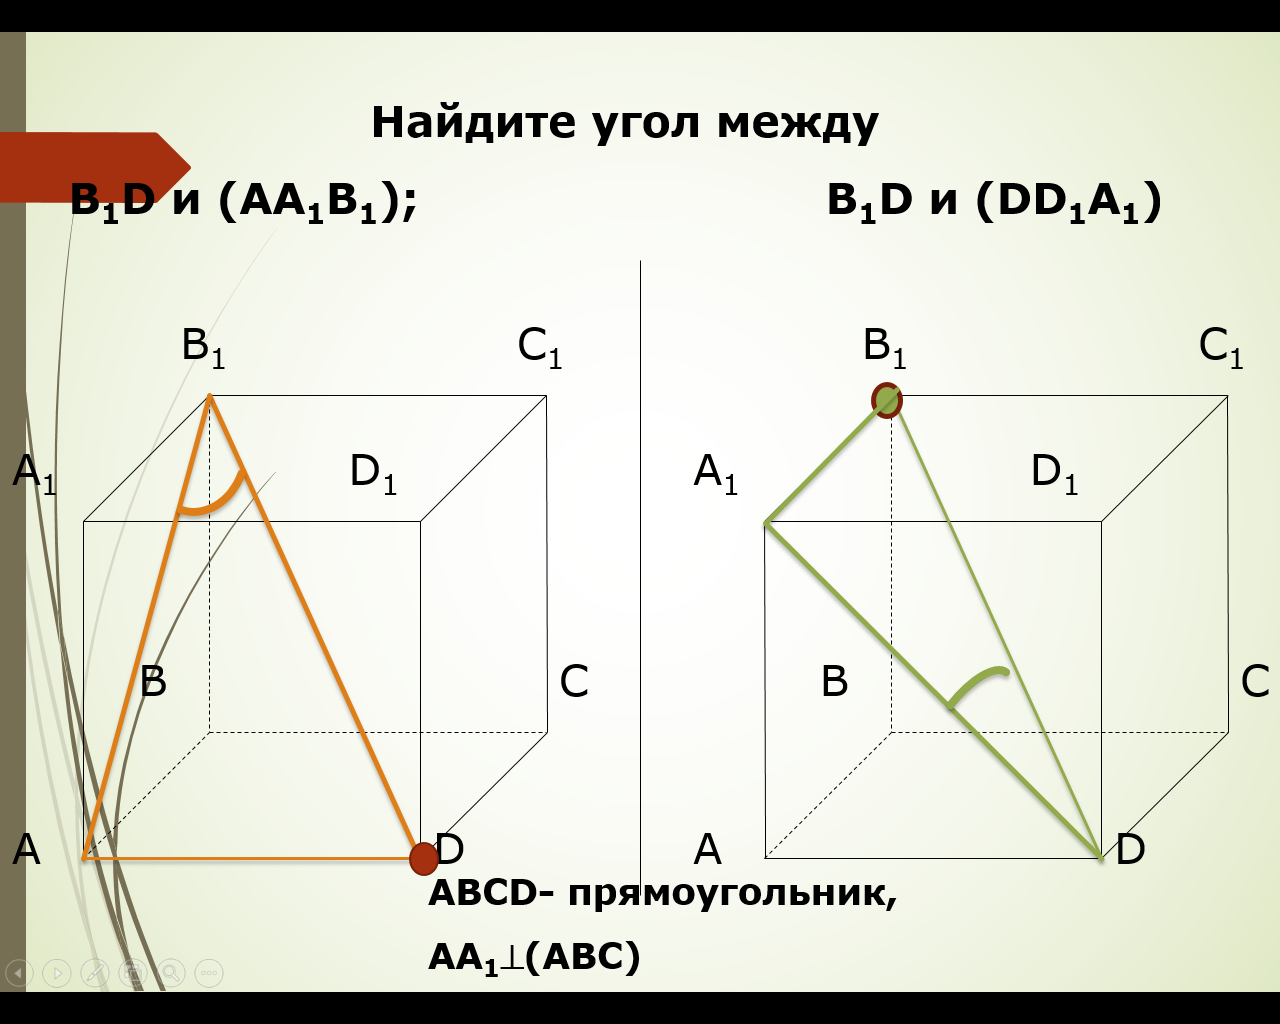 Найдите угол между
B₁D и (AA₁B₁);
B₁D и (DD₁A₁)
B₁ C₁
A₁ D₁
B C
A D
B₁ C₁
A₁ D₁
B C
A D
ABCD– прямоугольник,
AA₁⊥(ABC)